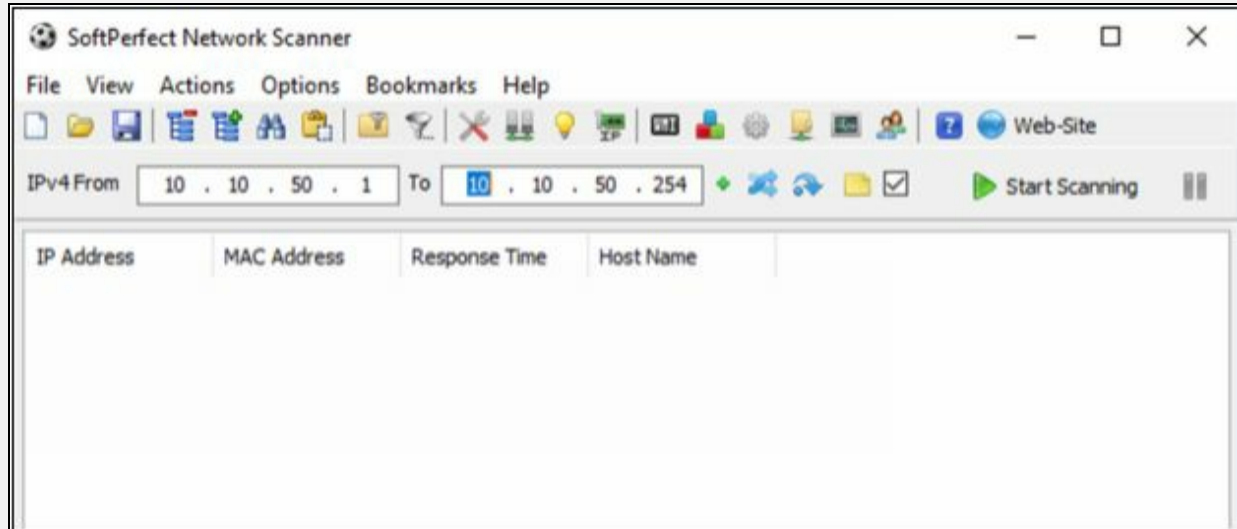 SoftPerfect Network Scanner
File View Actions Options Bookmarks Help
IP ? Web-Site
IPv4 From 10 . 10 . 50 . 1 To 10 . 10 . 50 . 254 Start Scanning
IP Address MAC Address Response Time Host Name